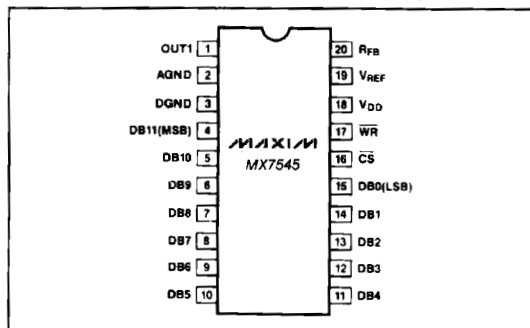 OUT1 1
AGND 2
DGND 3
DB11(MSB) 4
DB10 5
DB9 6
DB8 7
DB7 8
DB6 9
DB5 10
MAXIM
MX7545
20 RFB
19 VREF
18 VDD
17 W̅R̅
16 C̅S̅
15 DB0(LSB)
14 DB1
13 DB2
12 DB3
11 DB4